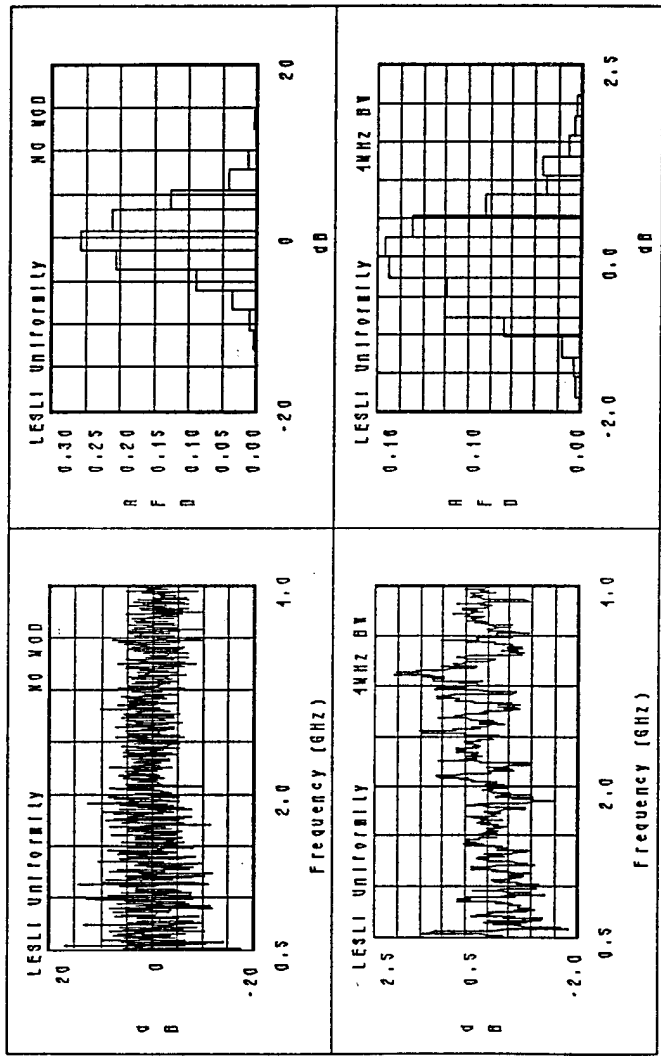 LESLI Uniformity NO MOD
20
0
-20
dB
0.5 2.0 4.0
Frequency (GHz)
LESLI Uniformity NO MOD
0.30
0.25
0.20
0.15
0.10
0.05
0.00
RFD
-20 0 20
dB
LESLI Uniformity 4MHZ BW
2.5
0.5
-2.0
dB
0.5 2.0 4.0
Frequency (GHz)
LESLI Uniformity 4MHZ BW
0.10
0.10
0.00
RFD
-2.0 0.0 2.5
dB